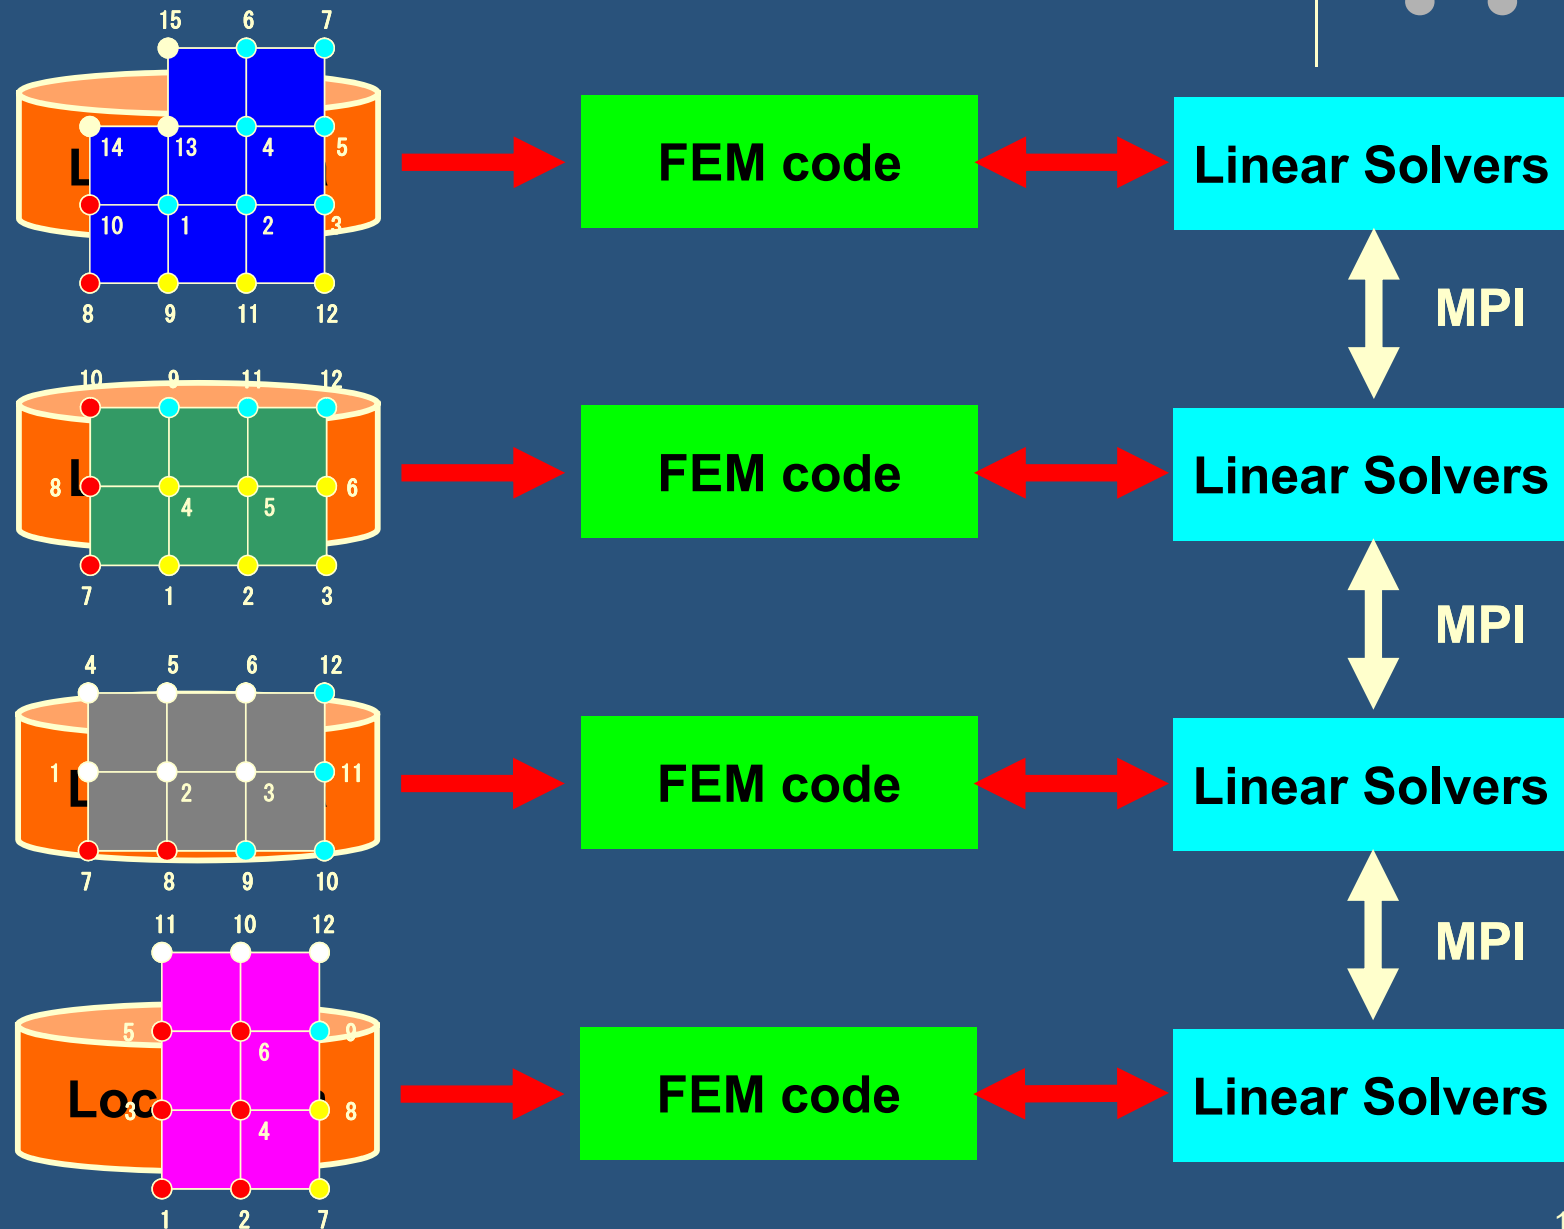 15 6 7
14 13 4 5
FEM code
Linear Solvers
10 1 2 3
8 9 11 12
MPI
10 9 11 12
8 6
4 5
FEM code
Linear Solvers
7 1 2 3
MPI
4 5 6 12
1 11
2 3
FEM code
Linear Solvers
7 8 9 10
11 10 12
MPI
5 9
6
3 8
4
FEM code
Linear Solvers
1 2 7